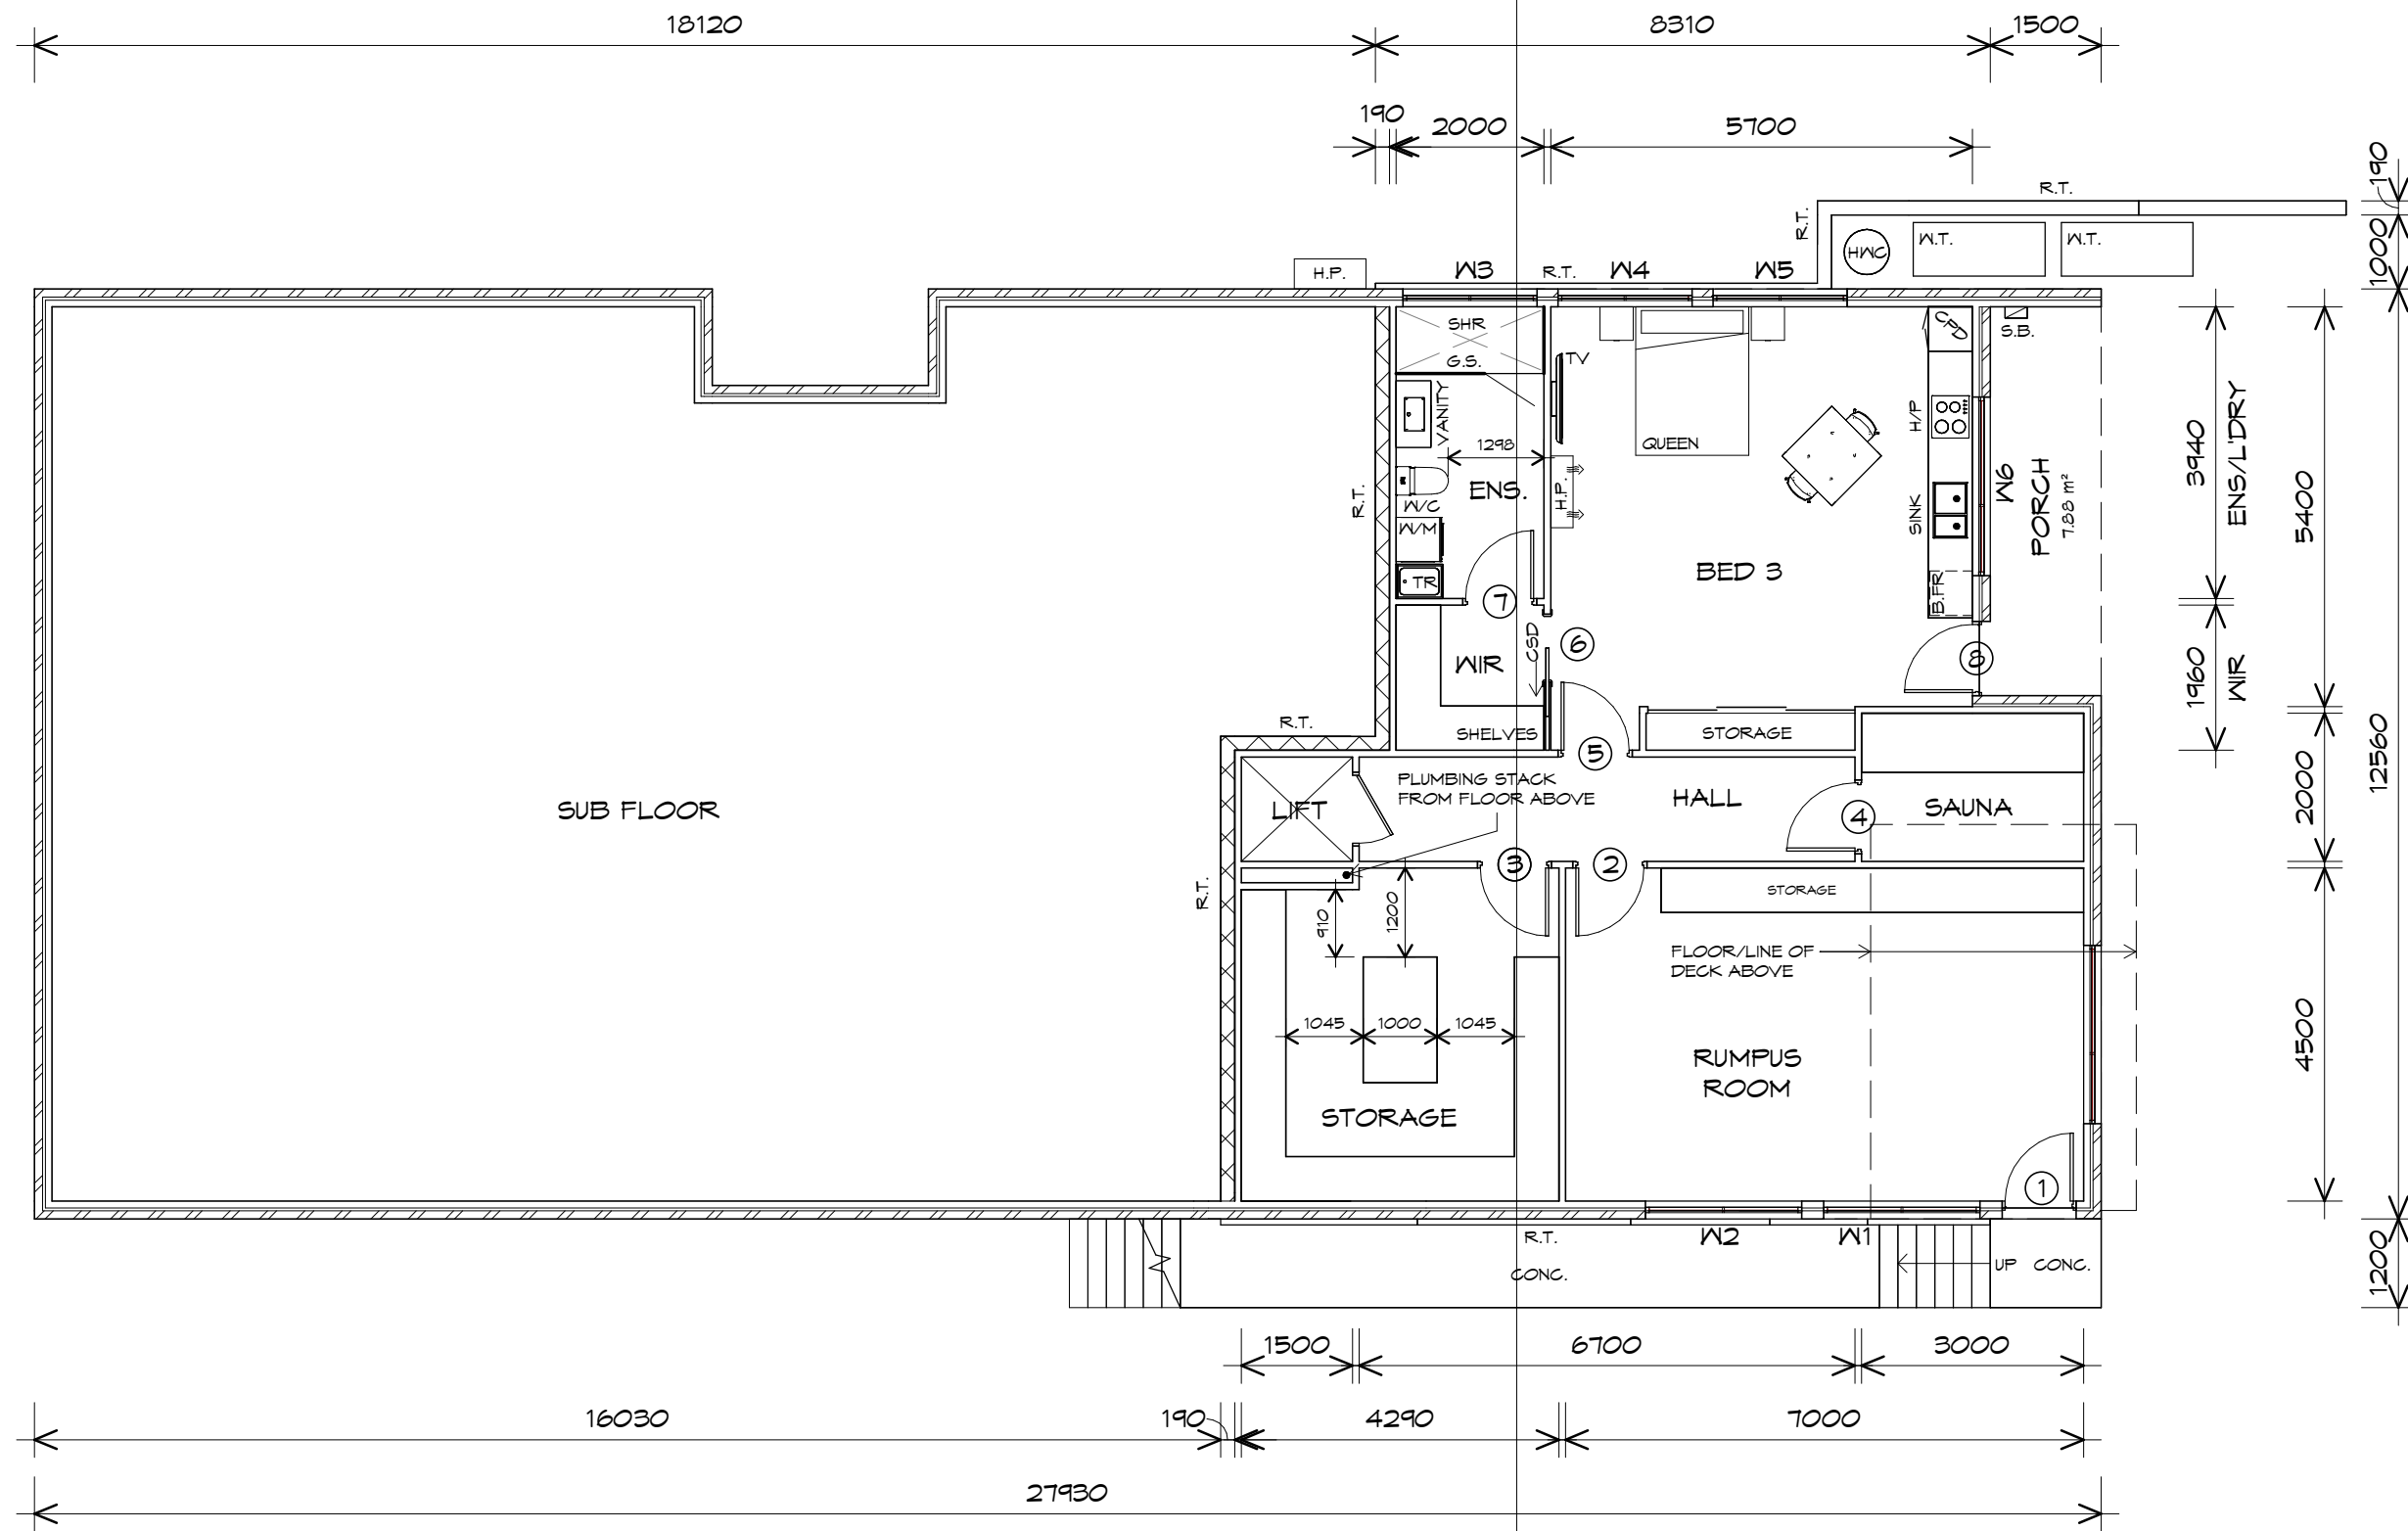 18120
8310
1500
190
2000
5700
190
R.T.
R.T.
HWC
W.T.
W.T.
1000
H.P.
W3
R.T.
W4
W5
SHR
G.S.
TV
CPD
S.B.
VANITY
1298
QUEEN
H/P
W6
PORCH
7.88 m²
3940
ENS/L'DRY
5400
R.T.
ENS.
H.P.
W/C
W/M
SINK
BED 3
TR
B.FR
7
CSD
6
WIR
8
1960
WIR
R.T.
SHELVES
STORAGE
5
12560
SUB FLOOR
LIFT
PLUMBING STACK
FROM FLOOR ABOVE
HALL
4
SAUNA
2000
3
2
R.T.
910
1200
STORAGE
FLOOR/LINE OF
DECK ABOVE
1045
1000
1045
4500
RUMPUS
ROOM
STORAGE
1
R.T.
W2
W1
CONC.
UP
CONC.
1200
1500
6700
3000
16030
190
4290
7000
27930